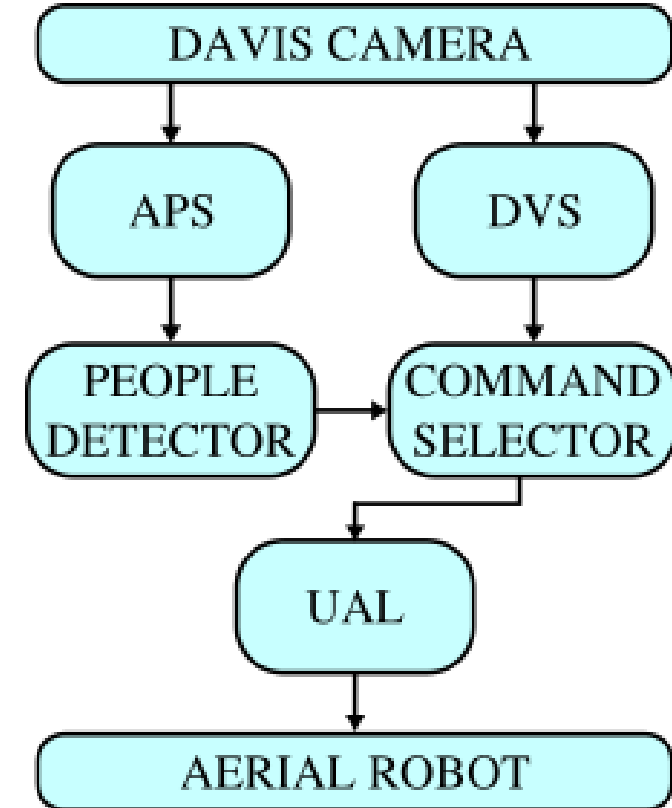 DAVIS CAMERA
APS
DVS
PEOPLE
DETECTOR
COMMAND
SELECTOR
UAL
AERIAL ROBOT